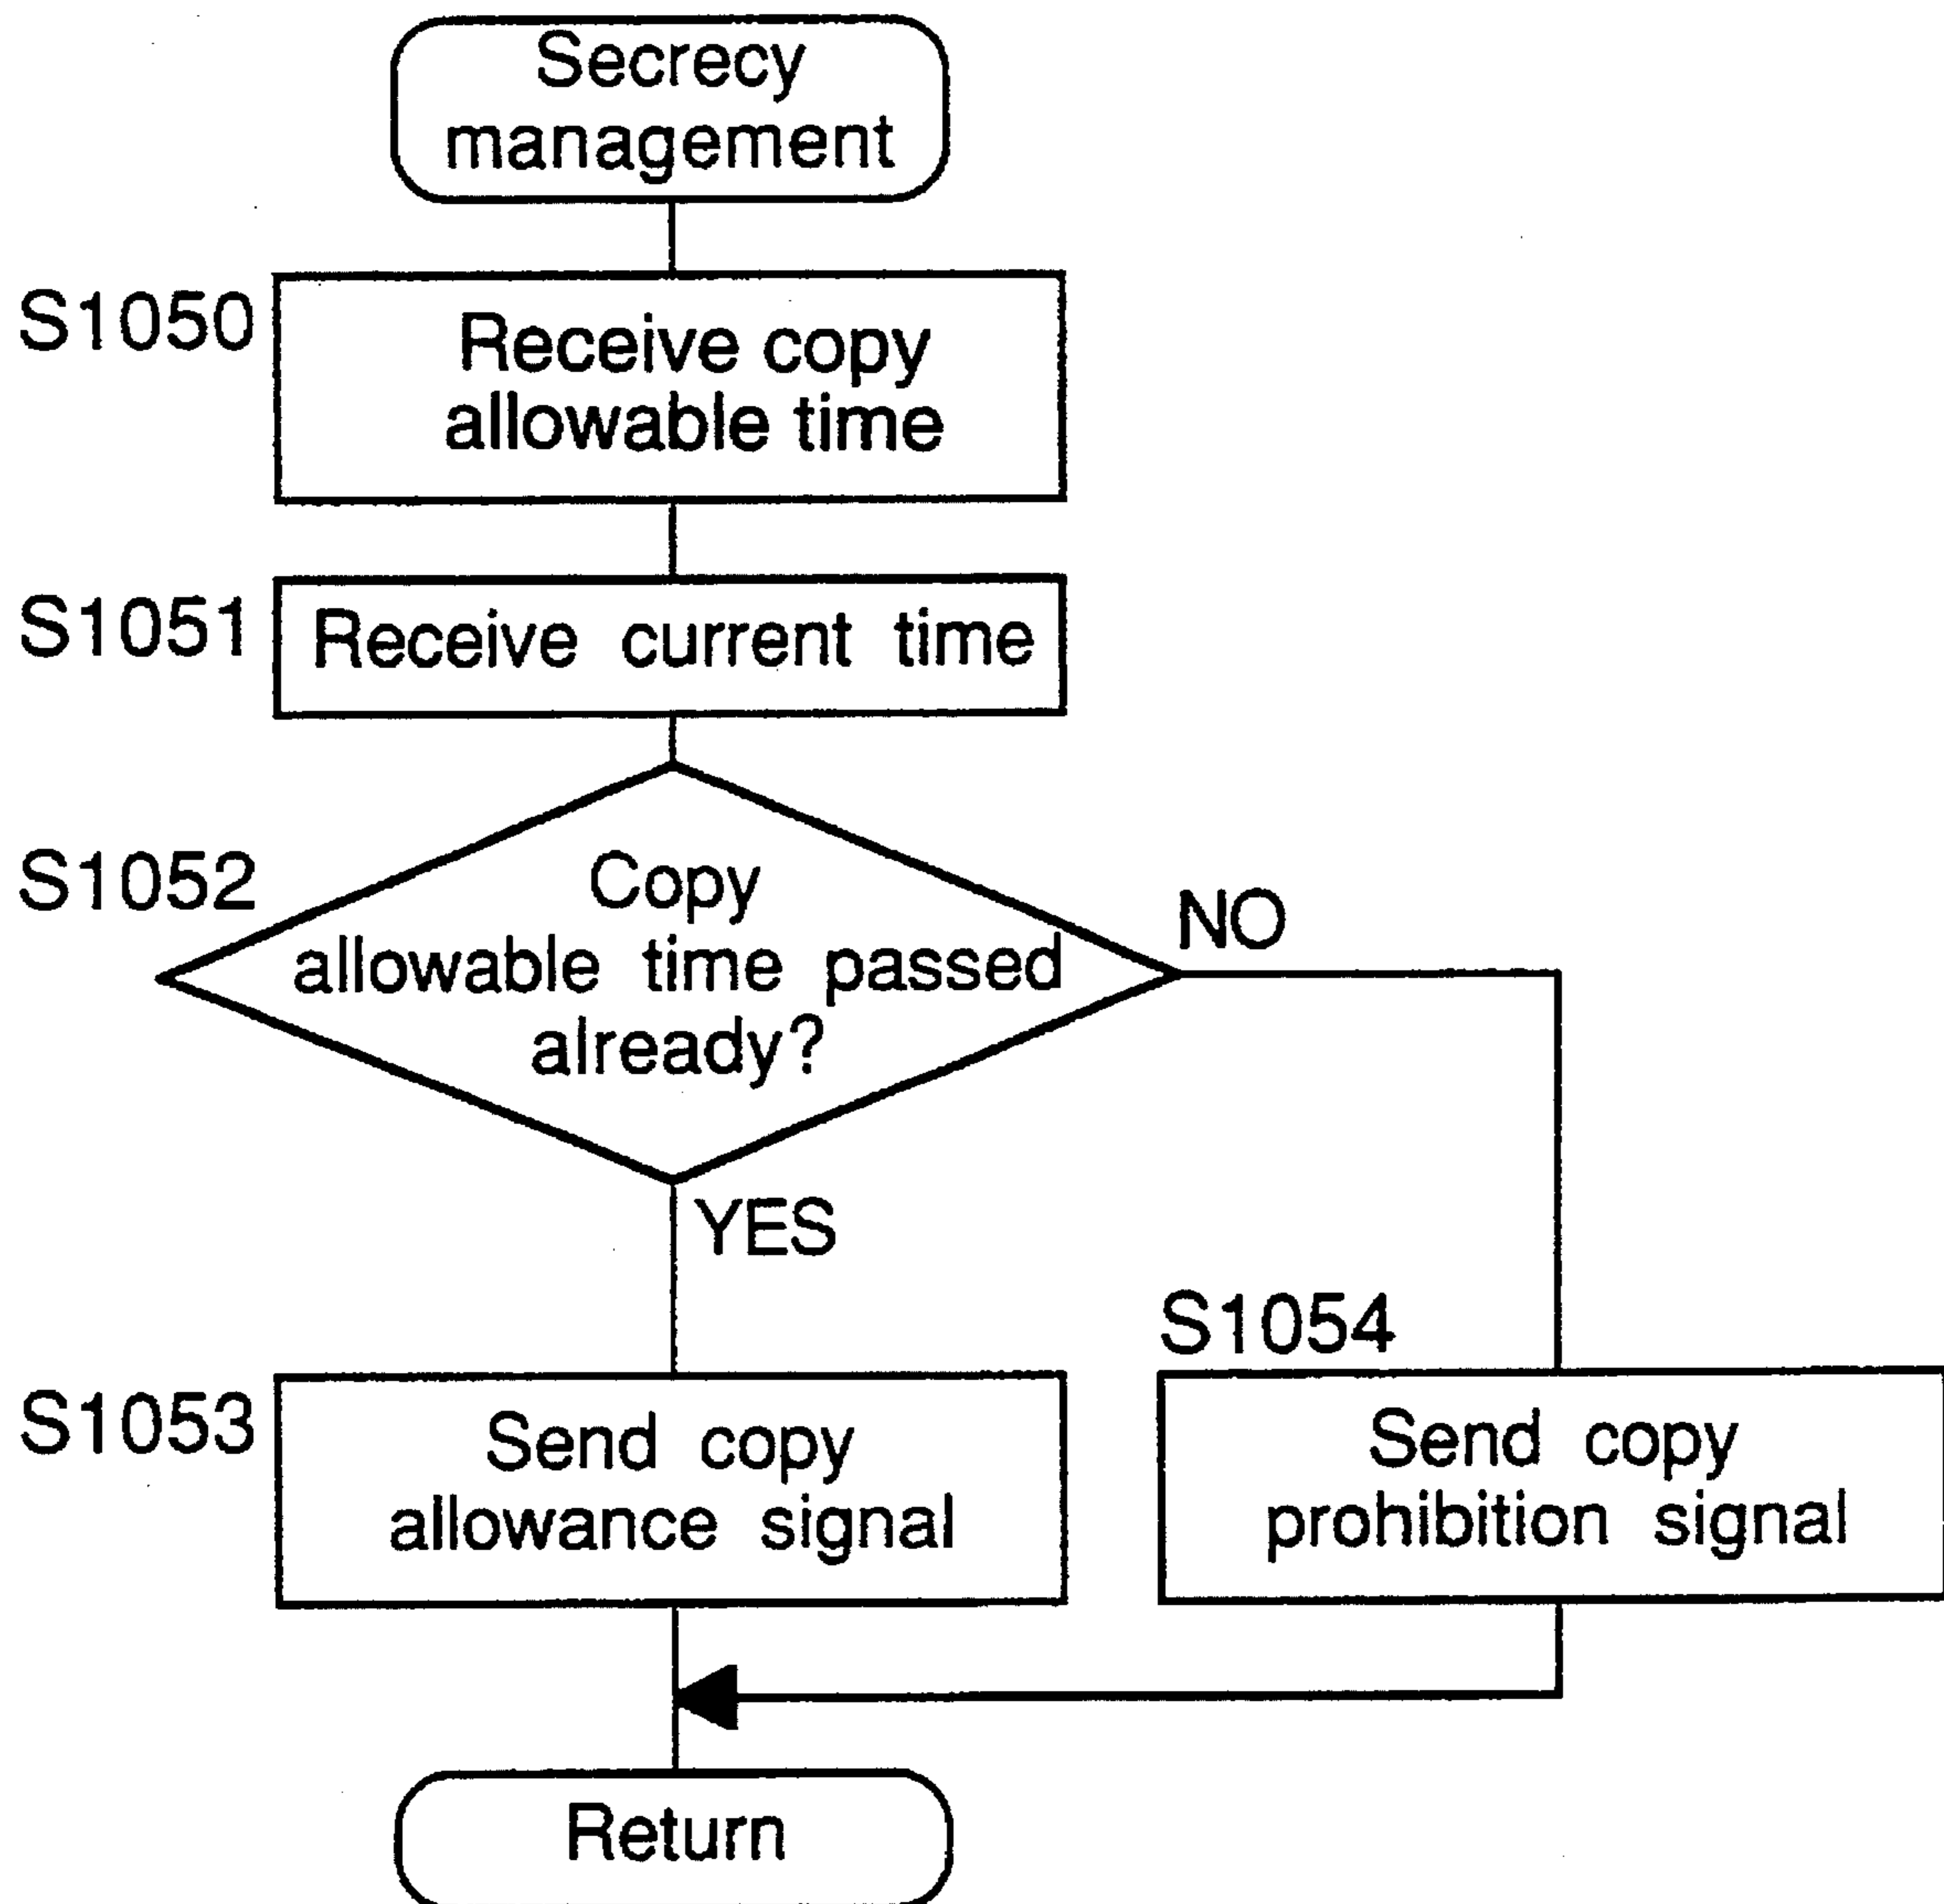 Secrecy
management
S1050
Receive copy
allowable time
S1051
Receive current time
S1052
Copy
allowable time passed
already?
NO
YES
S1054
S1053
Send copy
allowance signal
Send copy
prohibition signal
Return